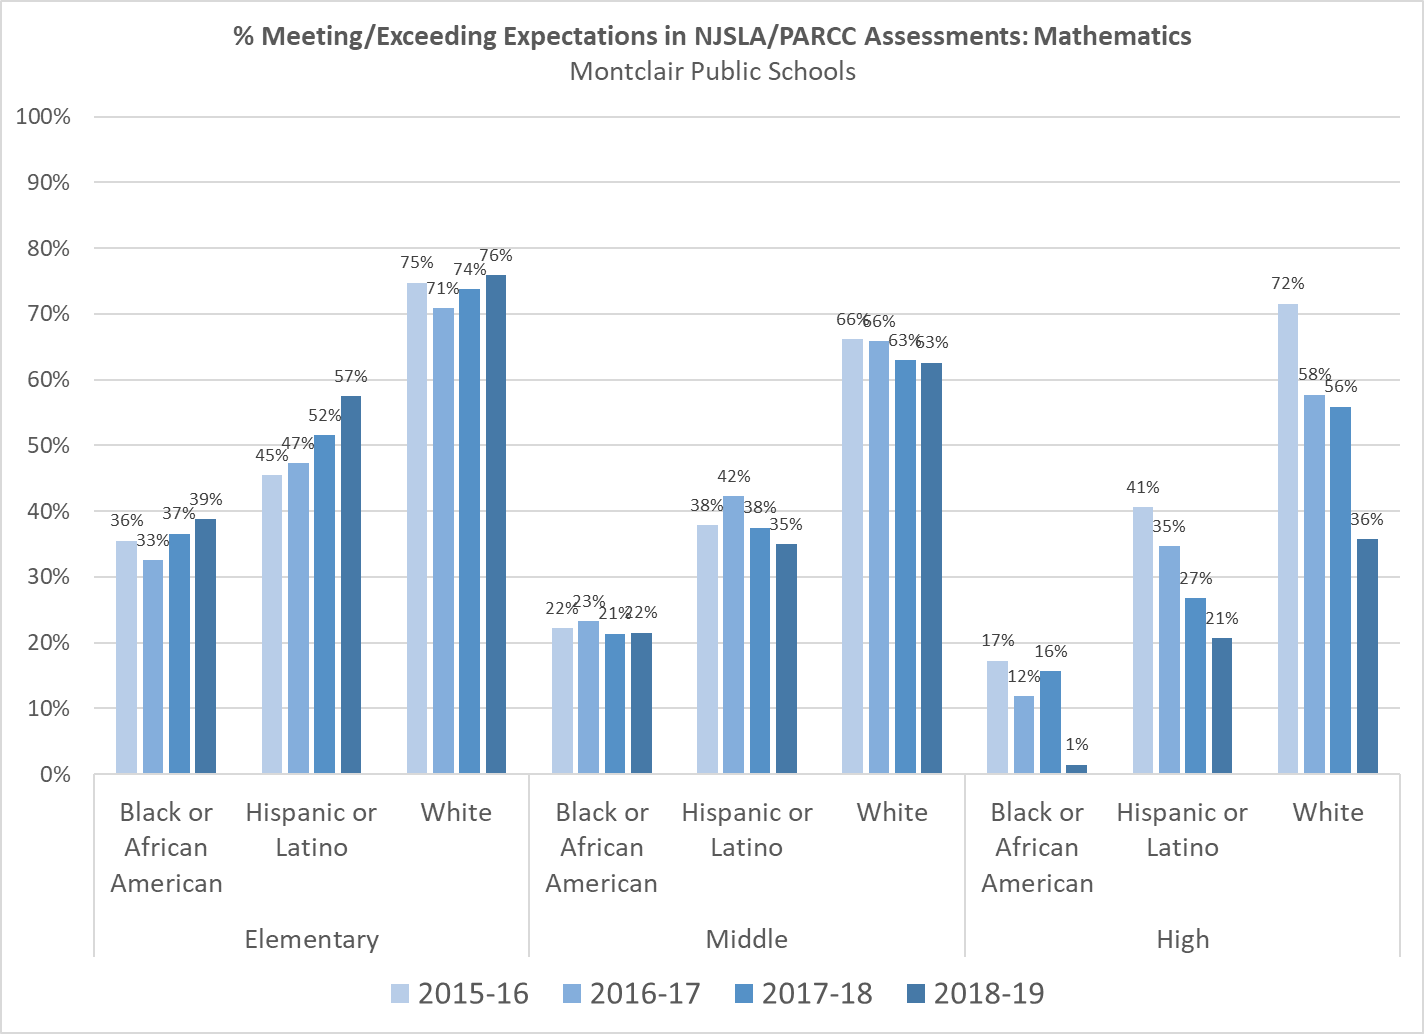 % Meeting/Exceeding Expectations in NJSLA/PARCC Assessments: Mathematics
Montclair Public Schools
100%
90%
80%
70%
60%
50%
40%
30%
20%
10%
0%
36%
33%
37%
39%
45%
47%
52%
57%
75%
71%
74%
76%
22%
23%
21%
22%
38%
42%
38%
35%
66%
66%
63%
63%
17%
12%
16%
1%
41%
35%
27%
21%
72%
58%
56%
36%
Black or
African
American
Hispanic or
Latino
White
Black or
African
American
Hispanic or
Latino
White
Black or
African
American
Hispanic or
Latino
White
Elementary
Middle
High
2015-16
2016-17
2017-18
2018-19